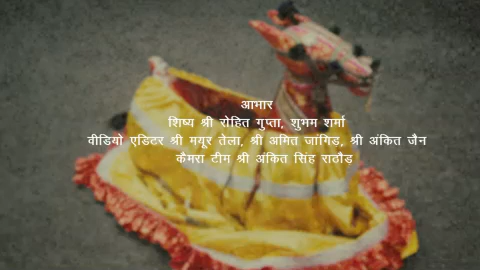 आभार
शिष्य श्री रोहित गुप्ता, शुभम शर्मा
वीडियो एडिटर श्री मयूर तेला, श्री अमित जांगिड, श्री अंकित जैन
कैमरा टीम श्री अंकित सिंह राठौड